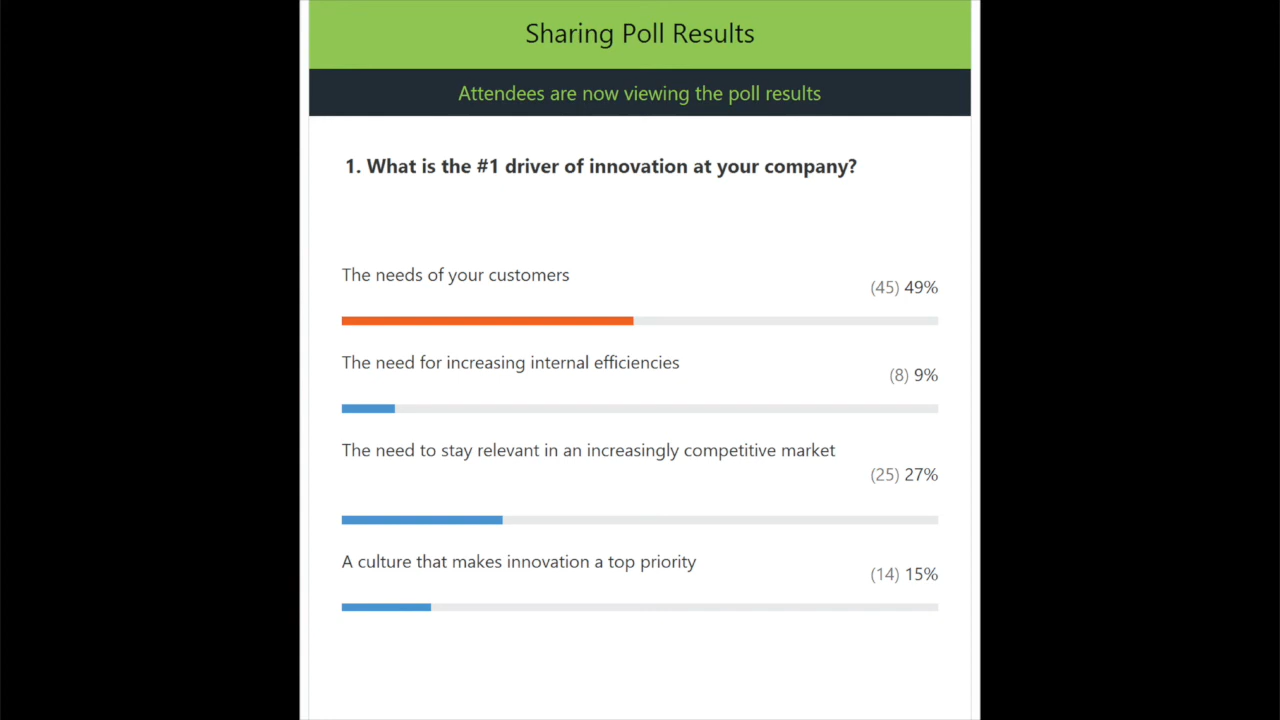 Sharing Poll Results
Attendees are now viewing the poll results
1. What is the #1 driver of innovation at your company?
The needs of your customers
(45) 49%
The need for increasing internal efficiencies
(8) 9%
The need to stay relevant in an increasingly competitive market
(25) 27%
A culture that makes innovation a top priority
(14) 15%